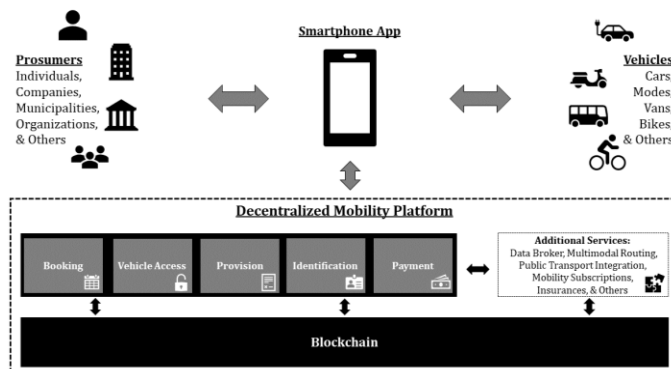 Smartphone App
Prosumers
Individuals,
Companies,
Municipalities,
Organizations,
& Others
Vehicles
Cars,
Modes,
Vans,
Bikes,
& Others
Decentralized Mobility Platform
Booking
Vehicle Access
Provision
Identification
Payment
Additional Services:
Data Broker, Multimodal Routing,
Public Transport Integration,
Mobility Subscriptions,
Insurances, & Others
Blockchain